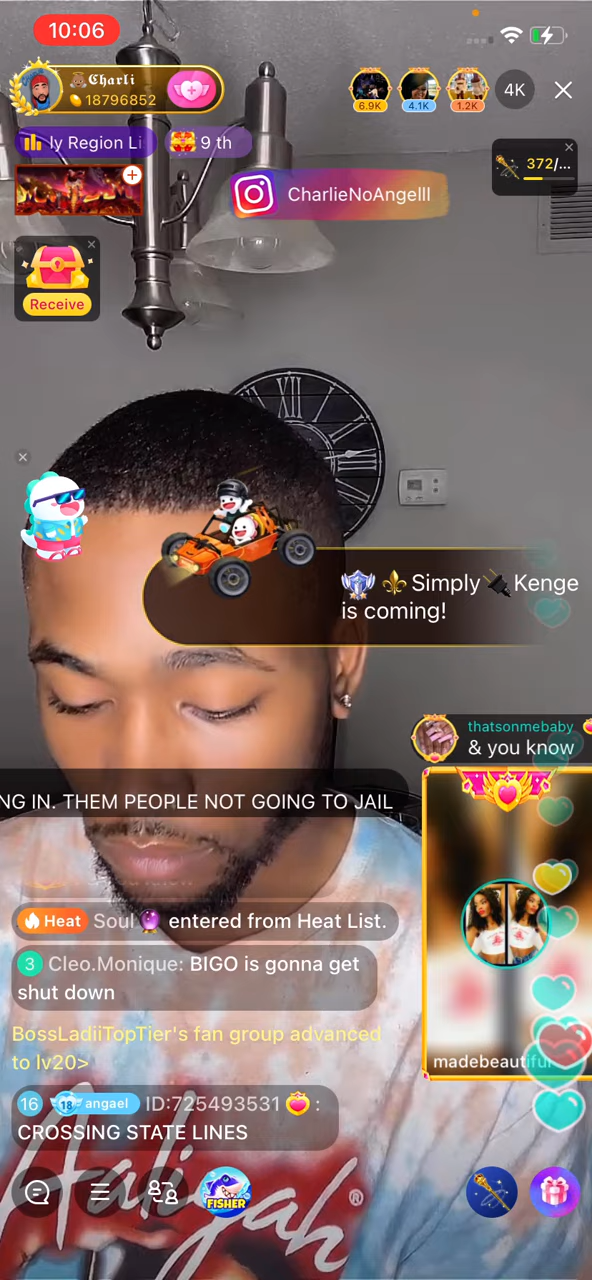 10:06
Charli
18796852
6.9K
4.1K
1.2K
4K
ly Region Li
9 th
372/...
CharlieNoAngelll
Receive
XII
Simply Kenge
is coming!
thatsonmebaby
& you know
NG IN. THEM PEOPLE NOT GOING TO JAIL
Heat Soul entered from Heat List.
3 Cleo.Monique: BIGO is gonna get
shut down
BossLadiiTopTier's fan group advanced
to lv20>
madebeautiful
16 18 angael ID:725493531 :
CROSSING STATE LINES
Aaliyah®
FISHER